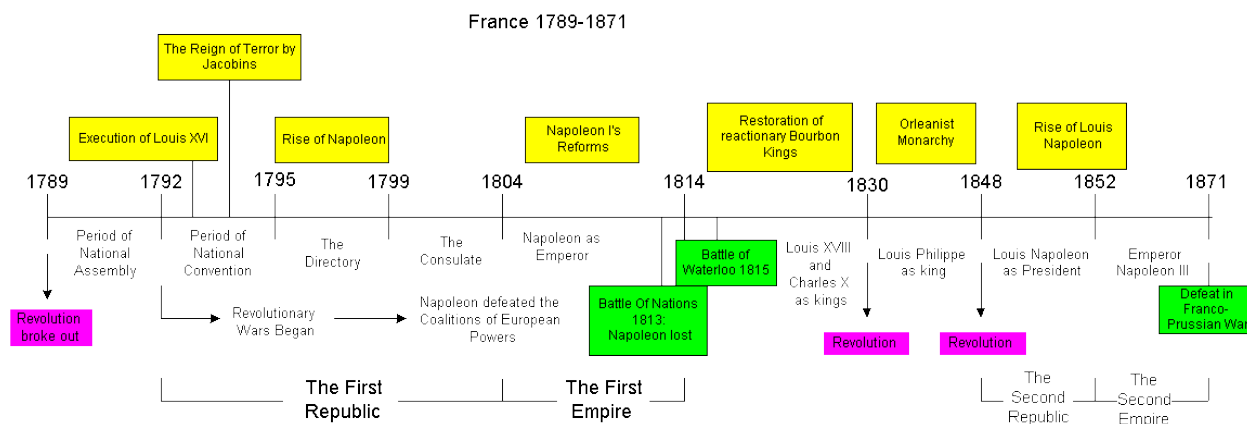 France 1789-1871
The Reign of Terror by
Jacobins
Execution of Louis XVI
Rise of Napoleon
Napoleon I's
Reforms
Restoration of
reactionary Bourbon
Kings
Orleanist
Monarchy
Rise of Louis
Napoleon
1789
1792
1795
1799
1804
1814
1830
1848
1852
1871
Period of
National
Assembly
Period of
National
Convention
The
Directory
The
Consulate
Napoleon as
Emperor
Battle of
Waterloo 1815
Louis XVIII
and
Charles X
as kings
Louis Philippe
as king
Louis Napoleon
as President
Emperor
Napoleon III
Revolution
broke out
Revolutionary
Wars Began
Napoleon defeated the
Coalitions of European
Powers
Battle Of Nations
1813:
Napoleon lost
Revolution
Revolution
Defeat in
Franco-
Prussian War
The First
Republic
The First
Empire
The
Second
Republic
The
Second
Empire